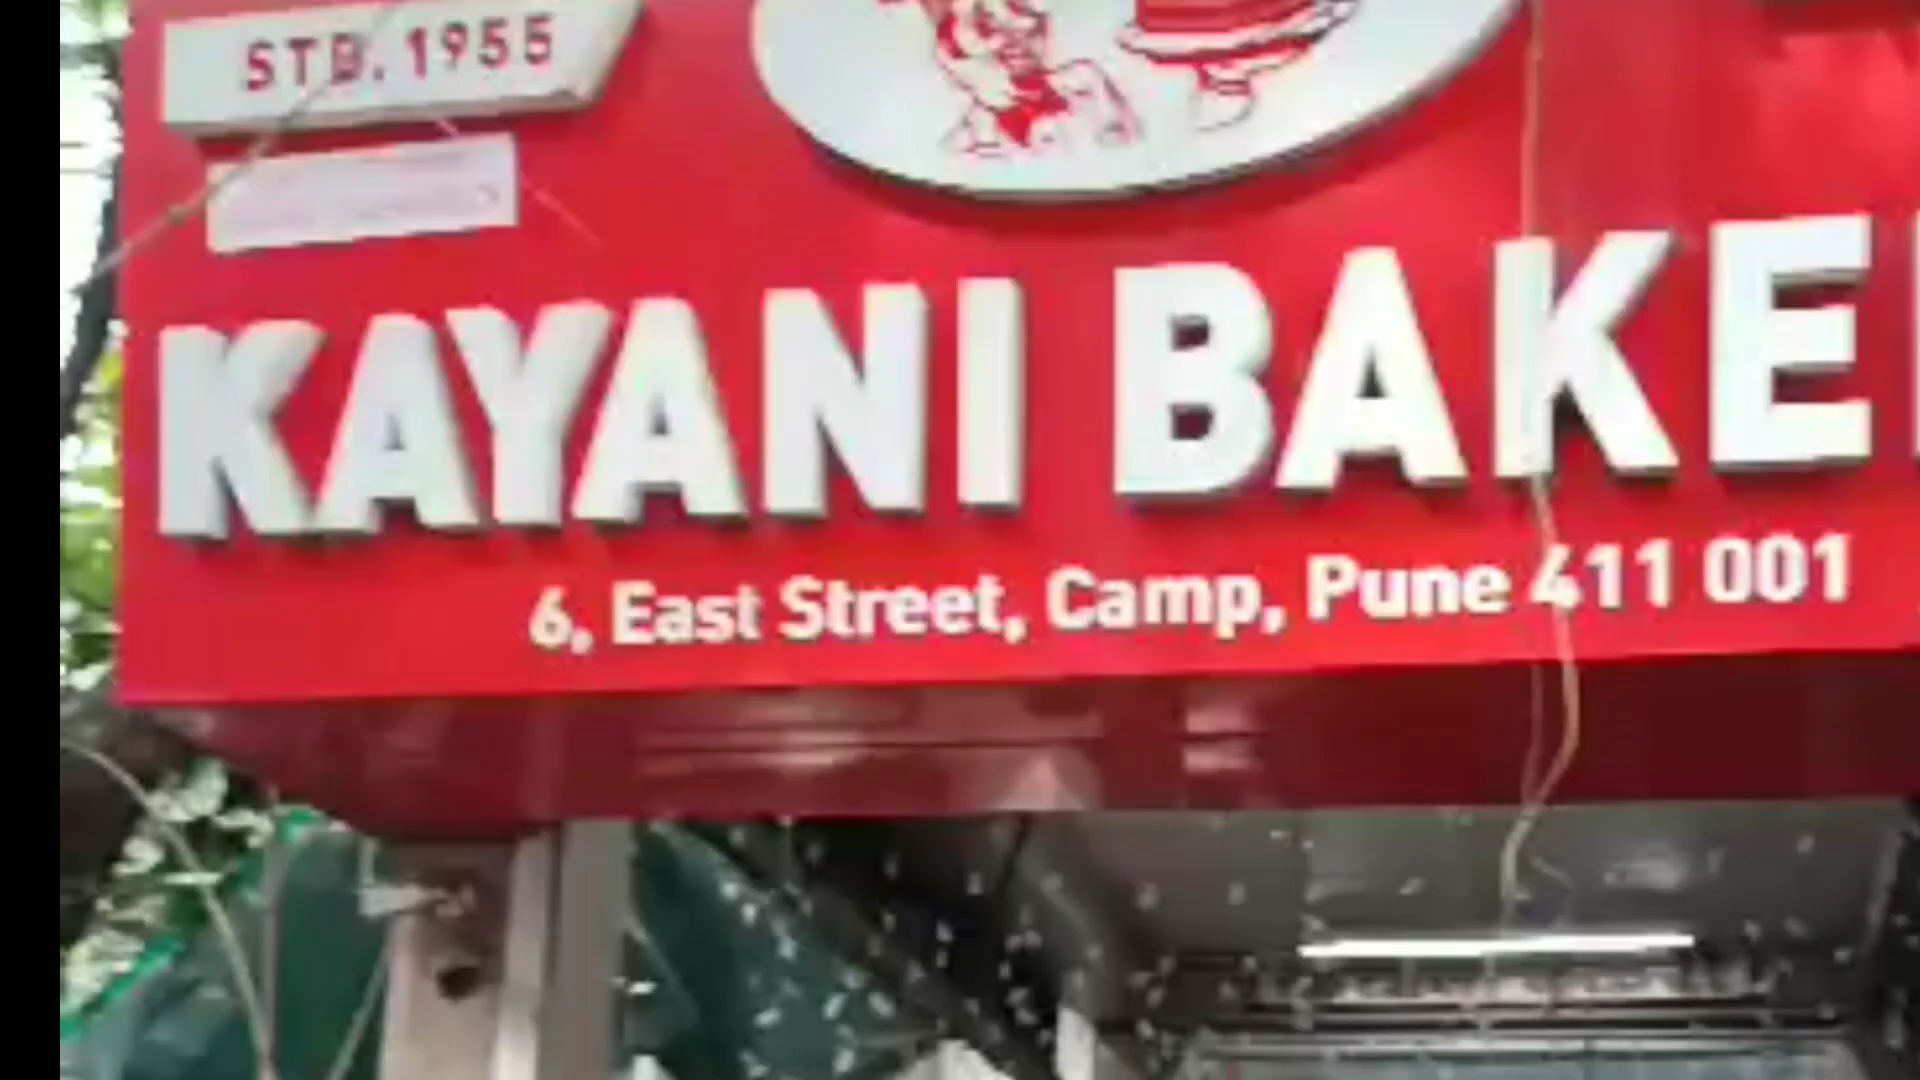 STD. 1955
KAYANI BAKE
6, East Street, Camp, Pune 411 001